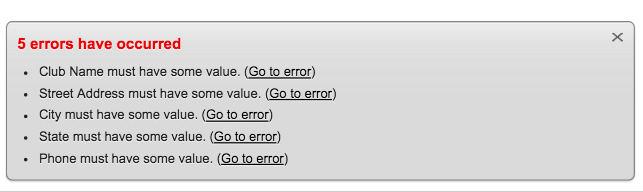 5 errors have occurred
Club Name must have some value. (Go to error)
Street Address must have some value. (Go to error)
City must have some value. (Go to error)
State must have some value. (Go to error)
Phone must have some value. (Go to error)